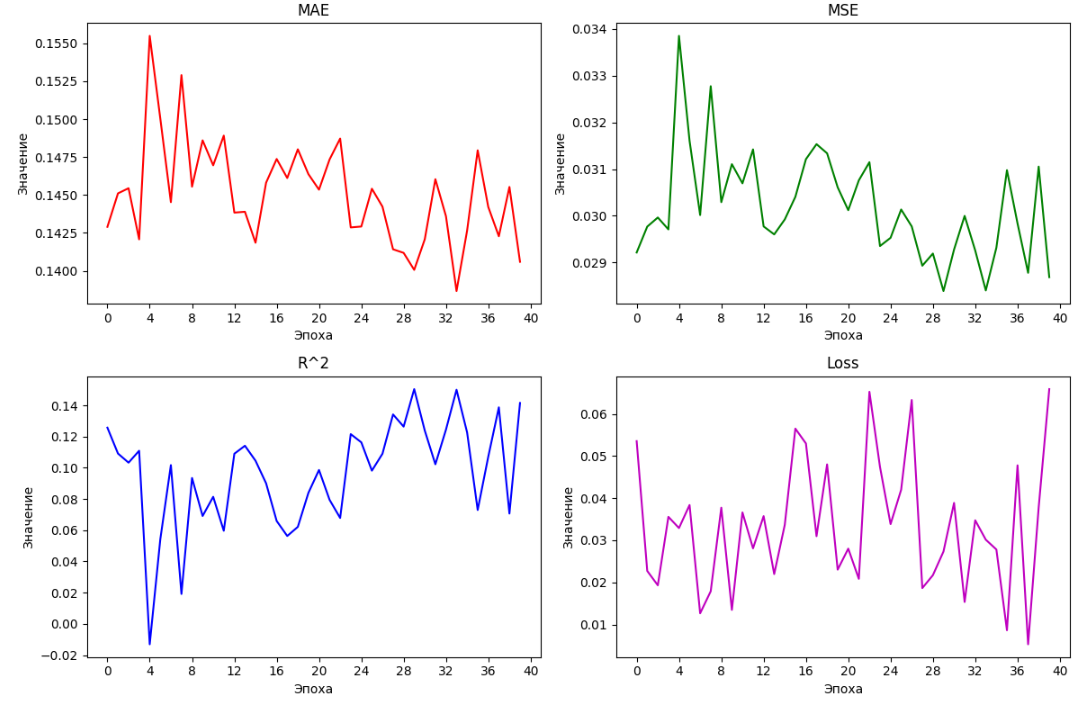 MAE
Значение
0.1550
0.1525
0.1500
0.1475
0.1450
0.1425
0.1400
0 4 8 12 16 20 24 28 32 36 40
Эпоха
MSE
Значение
0.034
0.033
0.032
0.031
0.030
0.029
0 4 8 12 16 20 24 28 32 36 40
Эпоха
R^2
Значение
0.14
0.12
0.10
0.08
0.06
0.04
0.02
0.00
−0.02
0 4 8 12 16 20 24 28 32 36 40
Эпоха
Loss
Значение
0.06
0.05
0.04
0.03
0.02
0.01
0 4 8 12 16 20 24 28 32 36 40
Эпоха